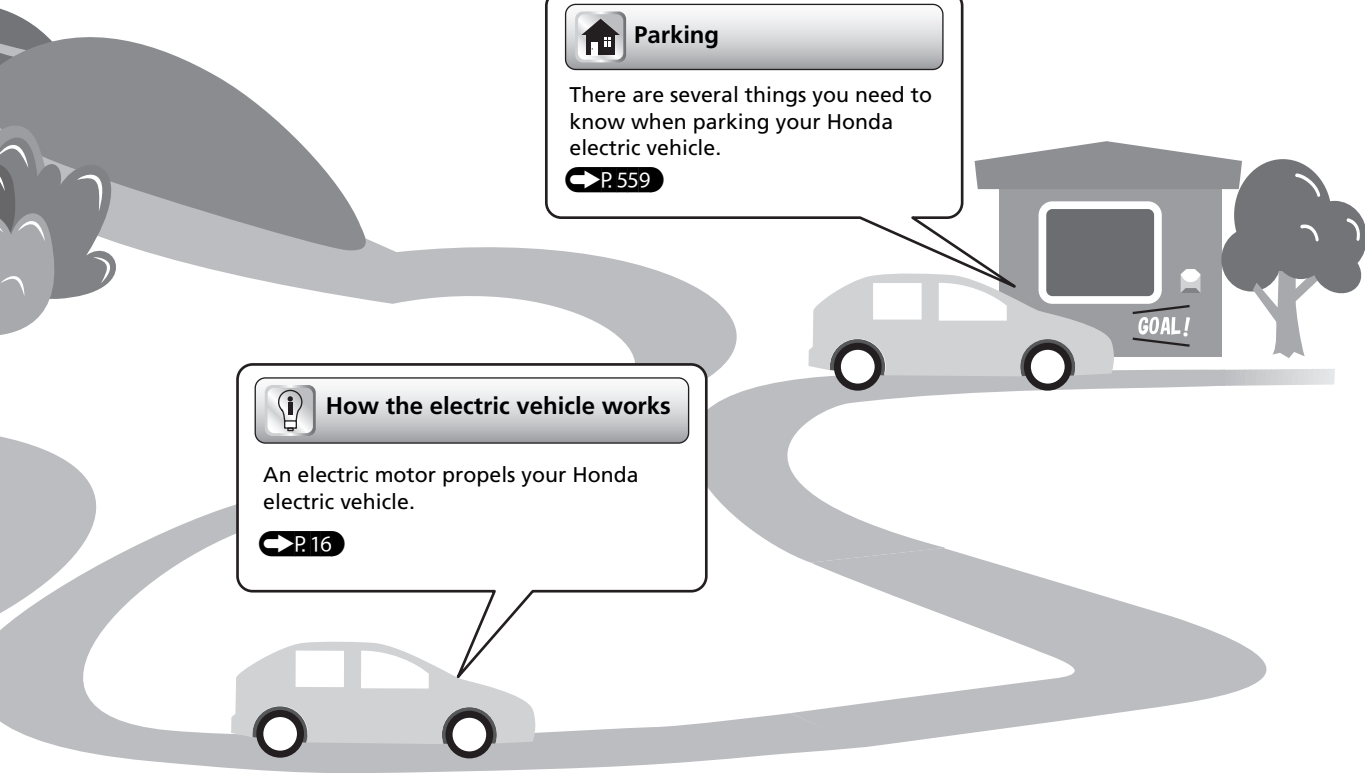 Parking
There are several things you need to
know when parking your Honda
electric vehicle.
P. 559
GOAL!
How the electric vehicle works
An electric motor propels your Honda
electric vehicle.
P. 16